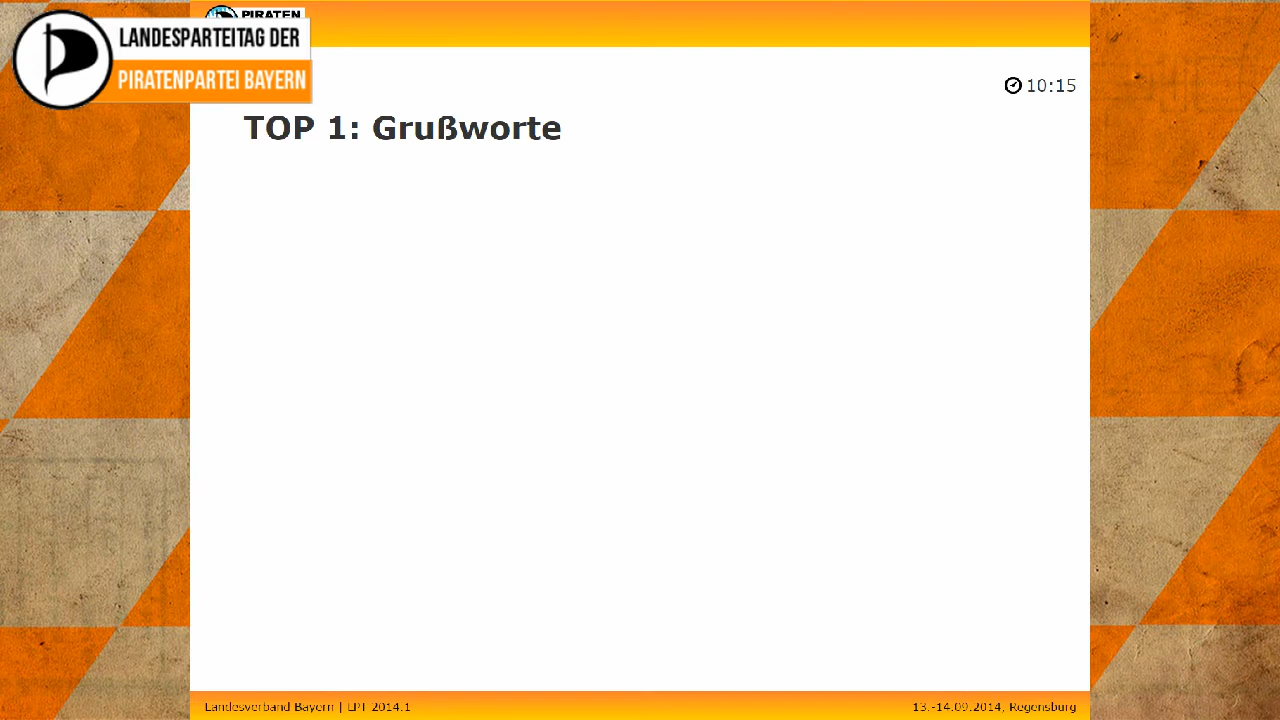 PIRATEN
LANDESPARTEITAG DER
PIRATENPARTEI BAYERN
10:15
TOP 1: Grußworte
Landesverband Bayern | LPT 2014.1
13.-14.09.2014, Regensburg